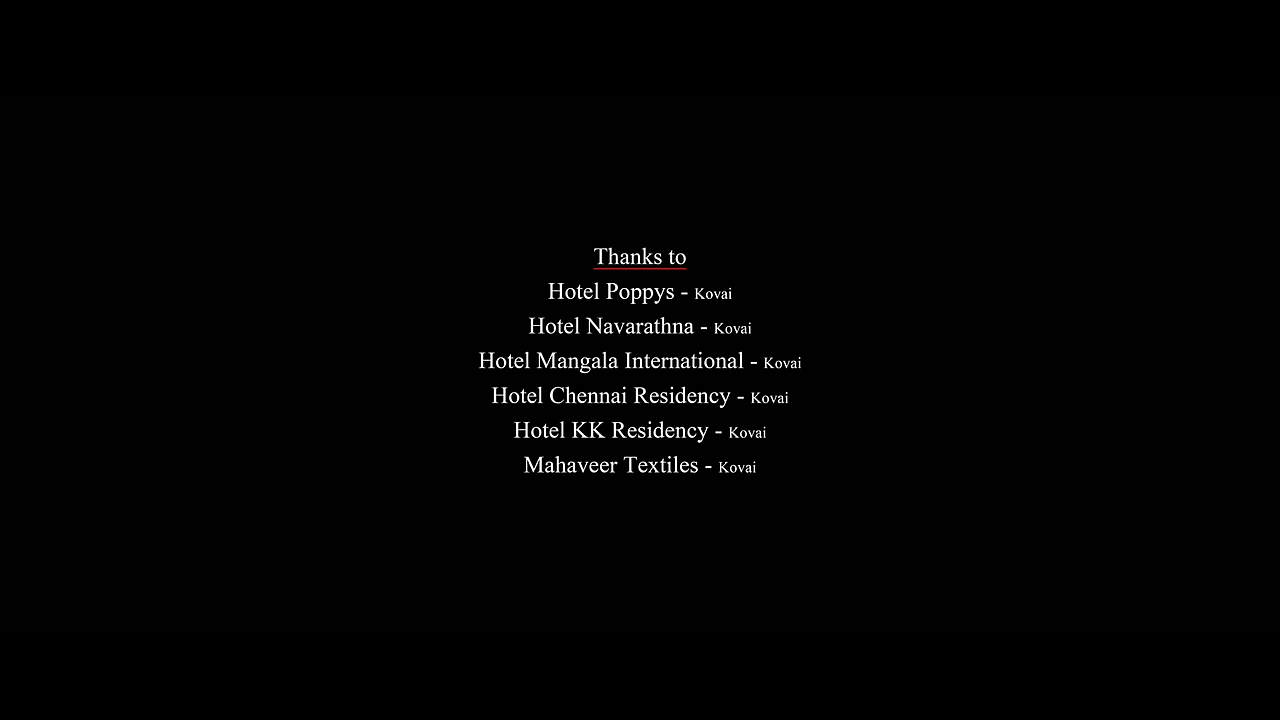 Thanks to
Hotel Poppys - Kovai
Hotel Navarathna - Kovai
Hotel Mangala International - Kovai
Hotel Chennai Residency - Kovai
Hotel KK Residency - Kovai
Mahaveer Textiles - Kovai